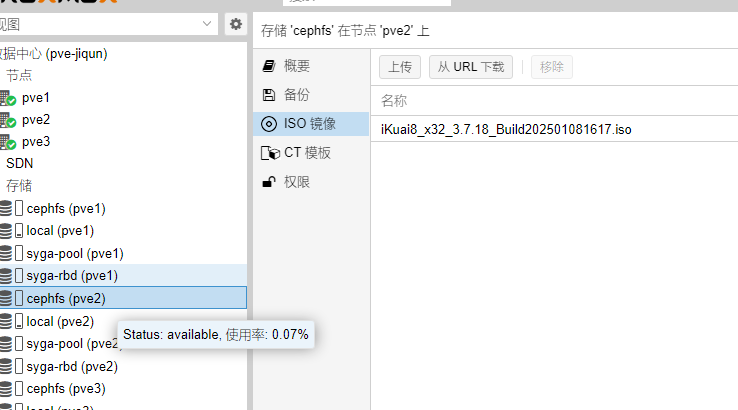 视图
数据中心 (pve-jiqun)
节点
pve1
pve2
pve3
SDN
存储
cephfs (pve1)
local (pve1)
syga-pool (pve1)
syga-rbd (pve1)
cephfs (pve2)
local (pve2)
syga-pool (pve2
syga-rbd (pve2)
cephfs (pve3)
Status: available, 使用率: 0.07%
存储 'cephfs' 在节点 'pve2' 上
概要
备份
ISO 镜像
CT 模板
权限
上传
从 URL 下载
移除
名称
iKuai8_x32_3.7.18_Build202501081617.iso